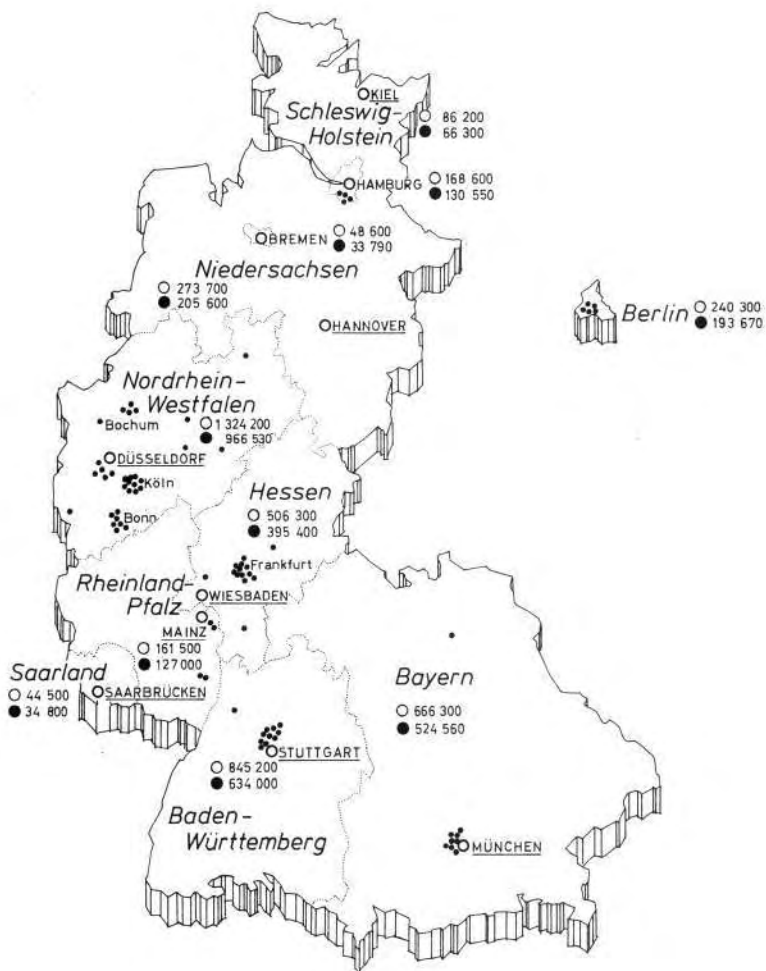 KIEL
Schleswig-
Holstein
86 200
66 300
HAMBURG
168 600
130 550
BREMEN
48 600
33 790
Niedersachsen
273 700
205 600
HANNOVER
Berlin
240 300
193 670
Nordrhein-
Westfalen
1 324 200
966 530
Bochum
DÜSSELDORF
Köln
Bonn
Hessen
506 300
395 400
Frankfurt
Rheinland-
Pfalz
WIESBADEN
MAINZ
161 500
127 000
Saarland
44 500
34 800
SAARBRÜCKEN
Bayern
666 300
524 560
STUTTGART
845 200
634 000
Baden-
Württemberg
MÜNCHEN